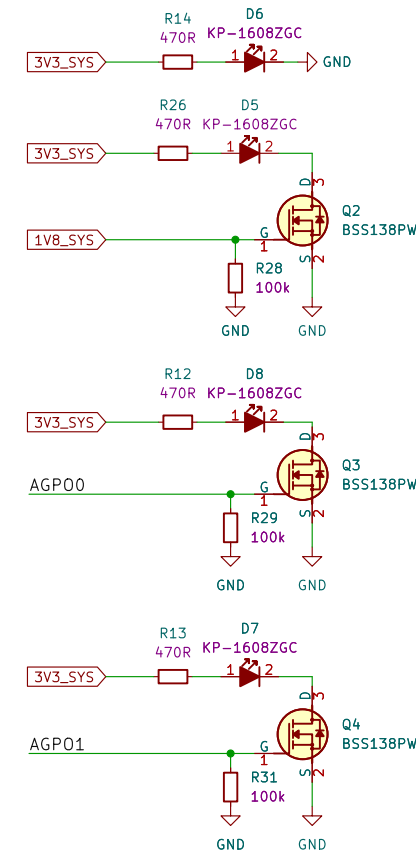 D6
R14
KP-1608ZGC
470R
1 2
3V3_SYS
GND
R26 D5
470R KP-1608ZGC
3V3_SYS
1 2
D
3
Q2
BSS138PW
1V8_SYS
G
1
S
2
R28
100k
GND GND
R12 D8
470R KP-1608ZGC
3V3_SYS
1 2
D
3
Q3
BSS138PW
AGPO0
G
1
S
2
R29
100k
GND GND
R13 D7
470R KP-1608ZGC
3V3_SYS
1 2
D
3
Q4
BSS138PW
AGPO1
G
1
S
2
R31
100k
GND GND